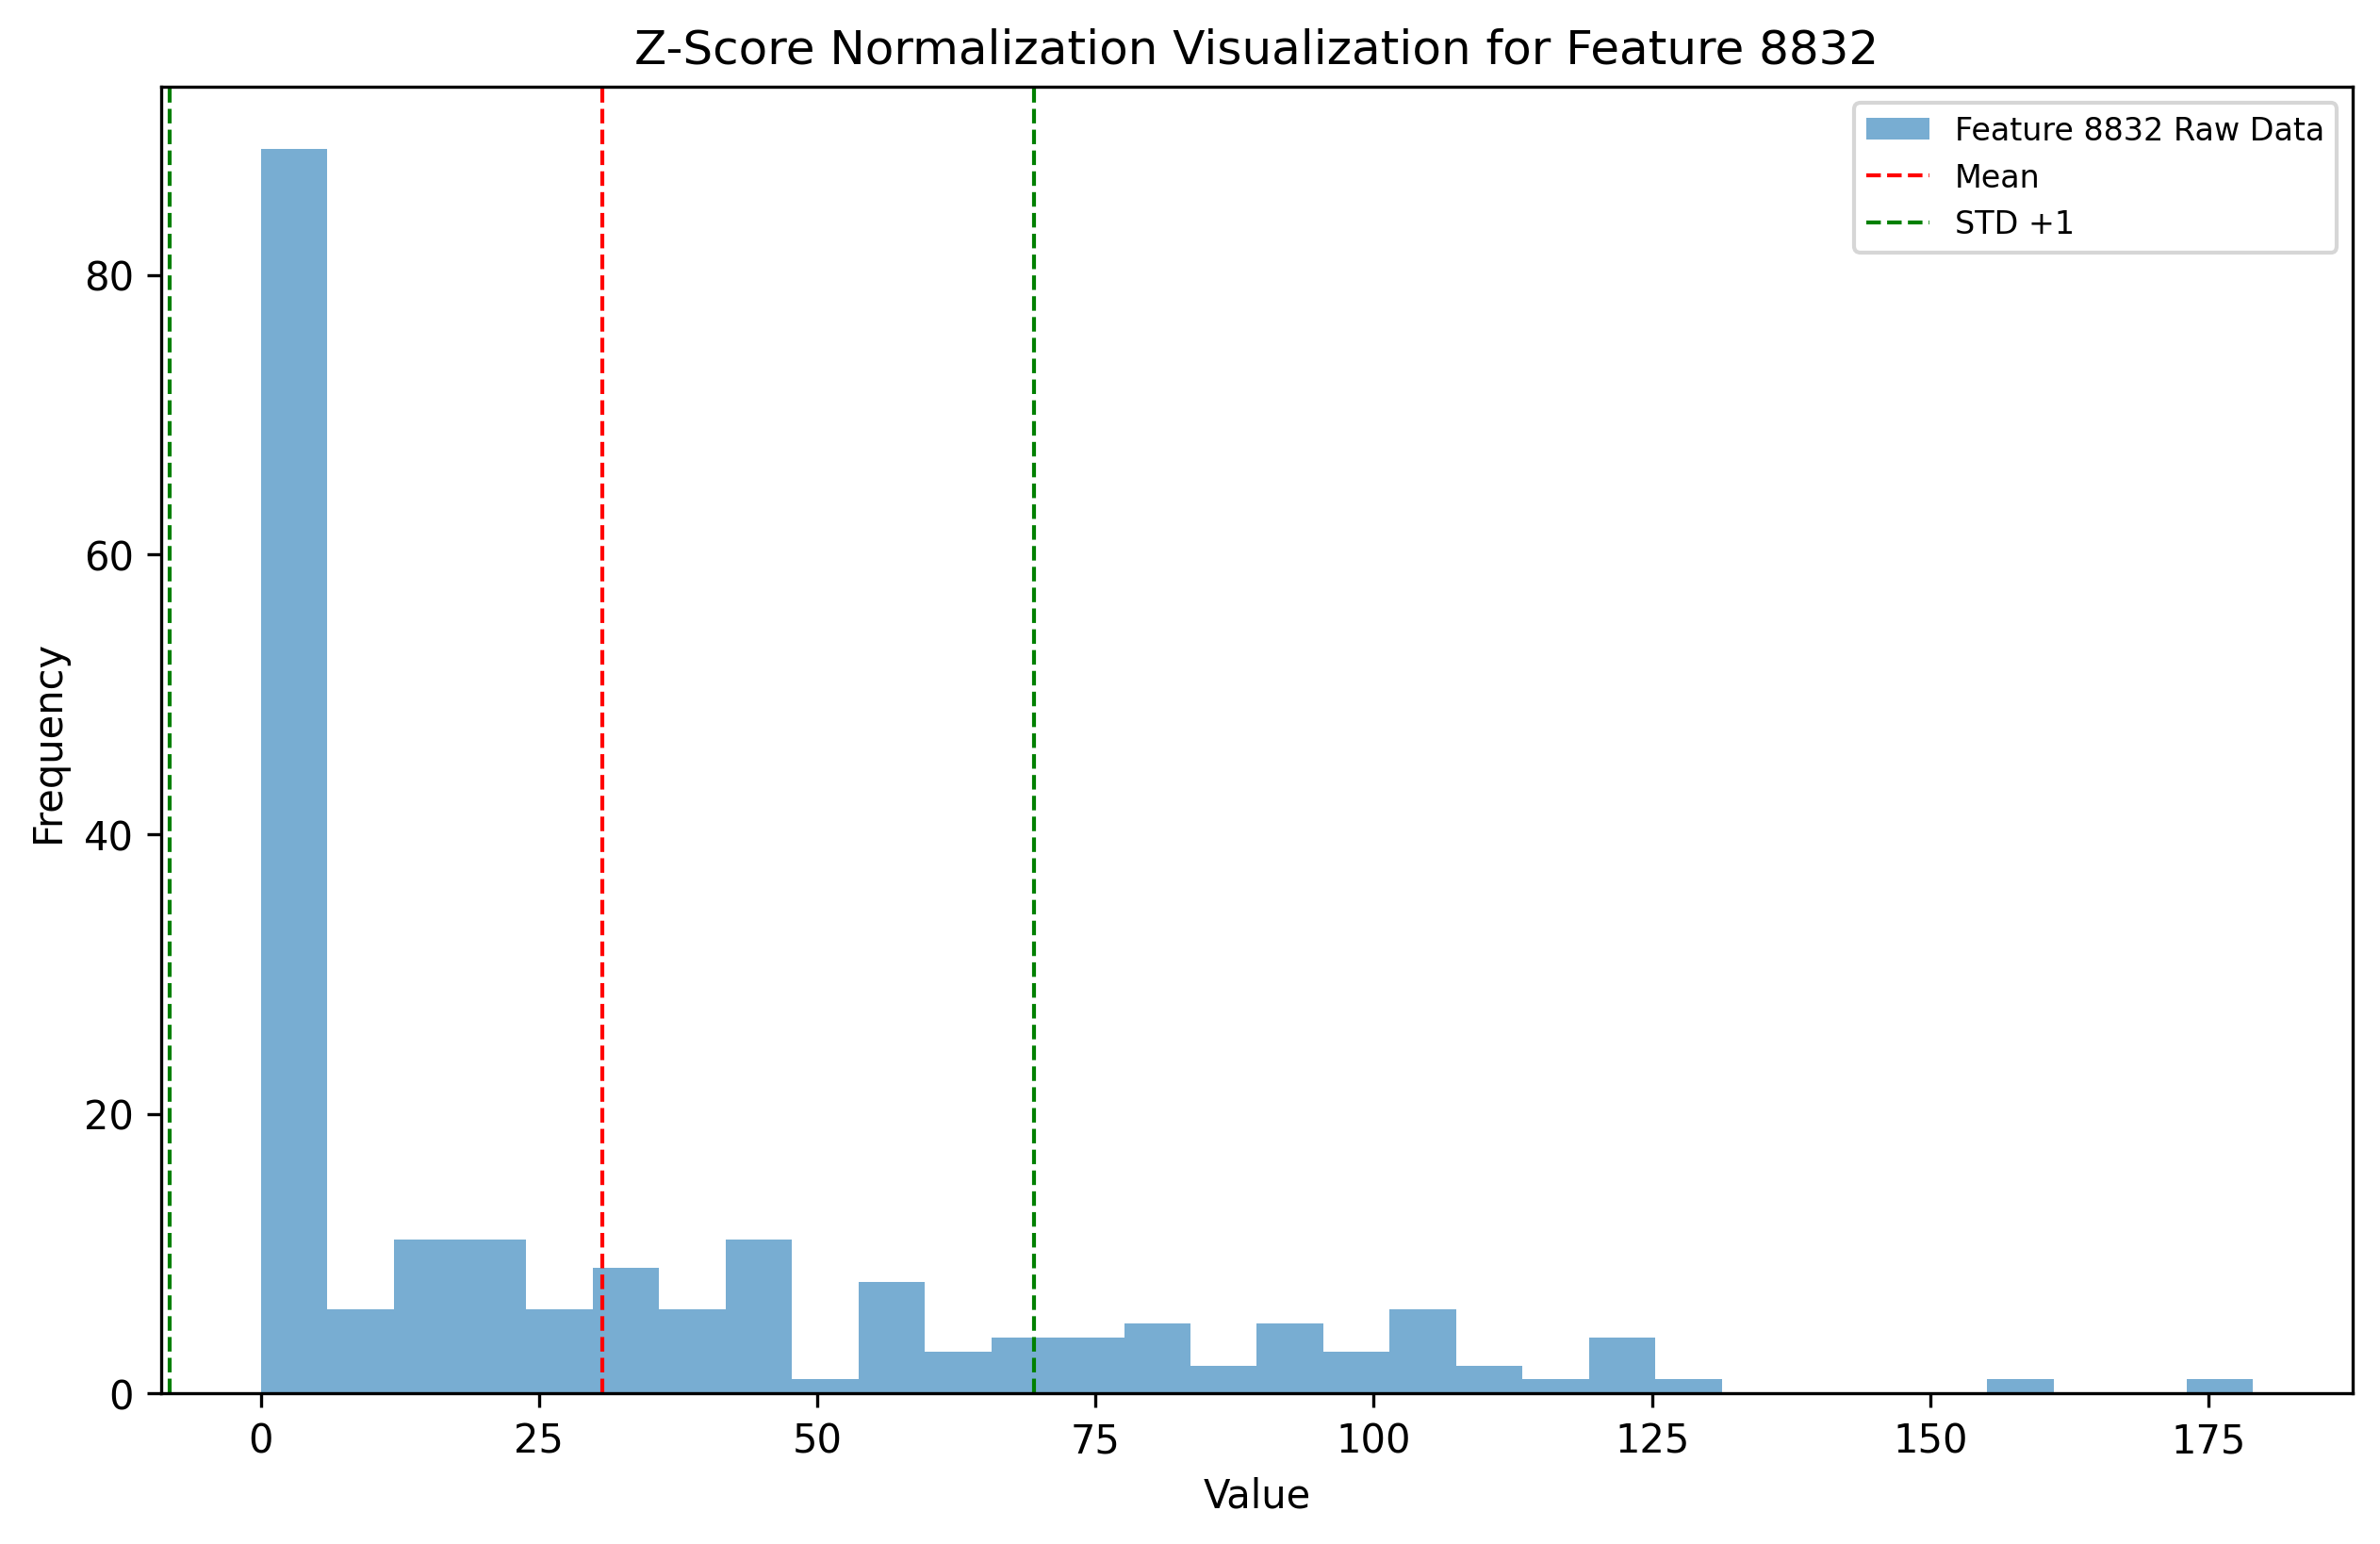 Z-Score Normalization Visualization for Feature 8832
Feature 8832 Raw Data
Mean
STD +1
Frequency
80
60
40
20
0
0 25 50 75 100 125 150 175
Value